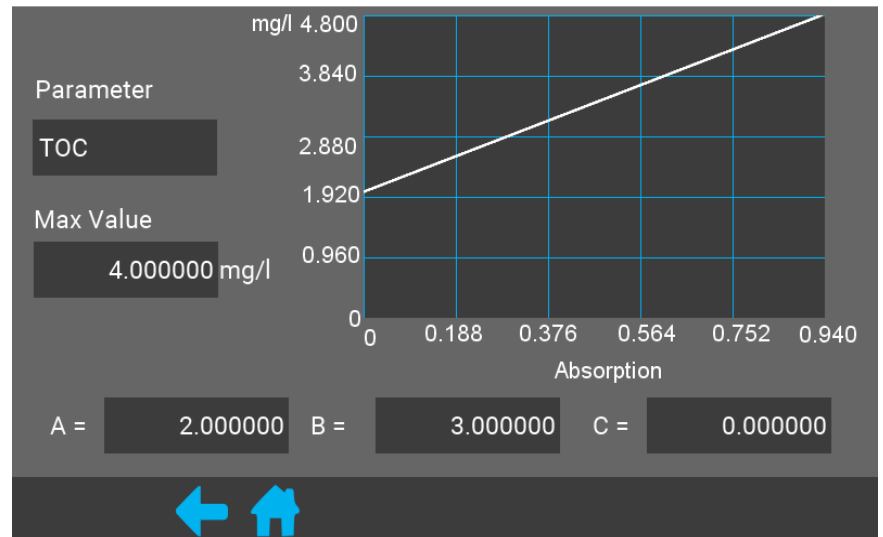 mg/l 4.800
3.840
Parameter
TOC
2.880
1.920
Max Value
4.000000 mg/l
0.960
0
0 0.188 0.376 0.564 0.752 0.940
Absorption
A = 2.000000 B = 3.000000 C = 0.000000